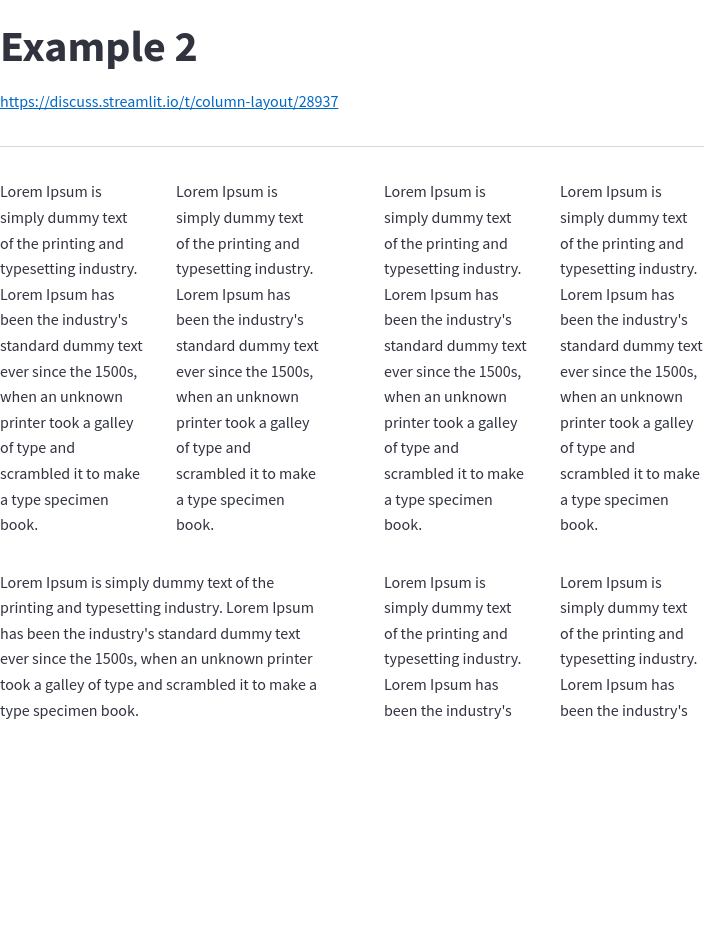 Example 2
https://discuss.streamlit.io/t/column-layout/28937
Lorem Ipsum is
simply dummy text
of the printing and
typesetting industry.
Lorem Ipsum has
been the industry's
standard dummy text
ever since the 1500s,
when an unknown
printer took a galley
of type and
scrambled it to make
a type specimen
book.
Lorem Ipsum is
simply dummy text
of the printing and
typesetting industry.
Lorem Ipsum has
been the industry's
standard dummy text
ever since the 1500s,
when an unknown
printer took a galley
of type and
scrambled it to make
a type specimen
book.
Lorem Ipsum is
simply dummy text
of the printing and
typesetting industry.
Lorem Ipsum has
been the industry's
standard dummy text
ever since the 1500s,
when an unknown
printer took a galley
of type and
scrambled it to make
a type specimen
book.
Lorem Ipsum is
simply dummy text
of the printing and
typesetting industry.
Lorem Ipsum has
been the industry's
standard dummy text
ever since the 1500s,
when an unknown
printer took a galley
of type and
scrambled it to make
a type specimen
book.
Lorem Ipsum is simply dummy text of the
printing and typesetting industry. Lorem Ipsum
has been the industry's standard dummy text
ever since the 1500s, when an unknown printer
took a galley of type and scrambled it to make a
type specimen book.
Lorem Ipsum is
simply dummy text
of the printing and
typesetting industry.
Lorem Ipsum has
been the industry's
Lorem Ipsum is
simply dummy text
of the printing and
typesetting industry.
Lorem Ipsum has
been the industry's